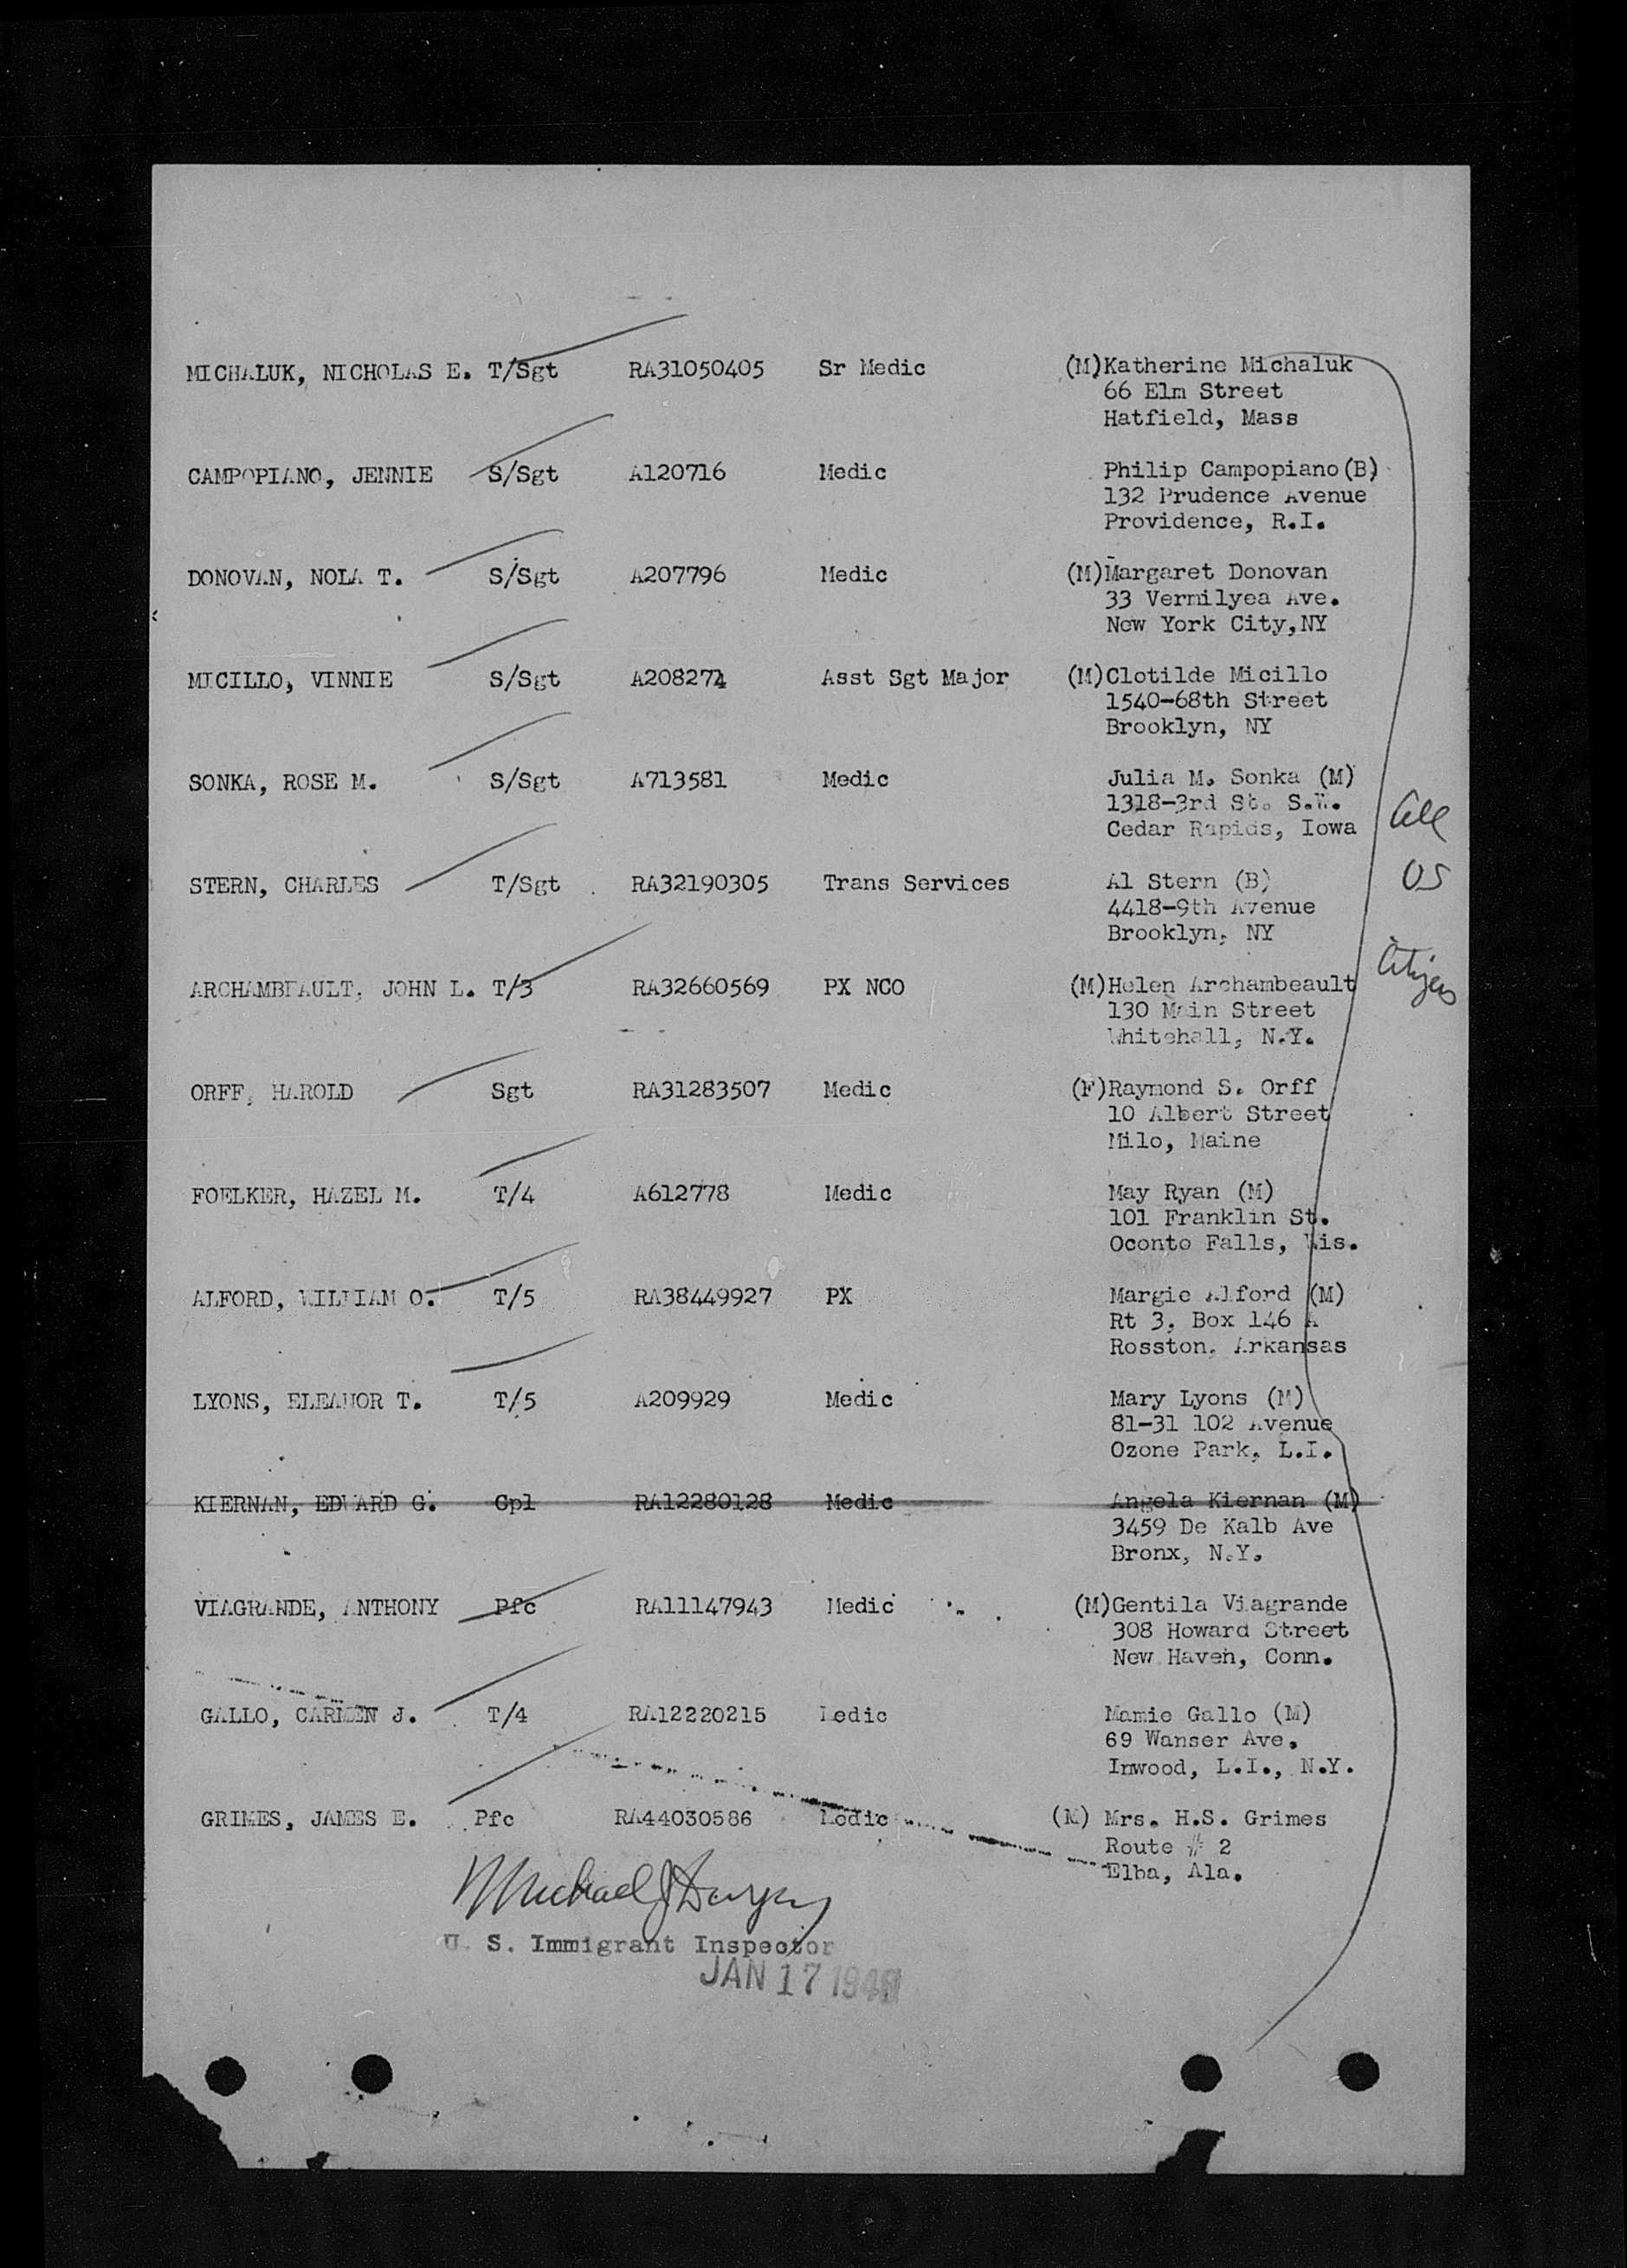 MICHALUK, NICHOLAS E. T/Sgt RA31050405 Sr Medic (M)Katherine Michaluk
66 Elm Street
Hatfield, Mass
CAMPOPIANO, JENNIE S/Sgt A120716 Medic Philip Campopiano(B)
132 Prudence Avenue
Providence, R.I.
DONOVAN, NOLA T. S/Sgt A207796 Medic (M)Margaret Donovan
33 Vermilyea Ave.
New York City,NY
MICILLO, VINNIE S/Sgt A208274 Asst Sgt Major (M)Clotilde Micillo
1540-68th Street
Brooklyn, NY
SONKA, ROSE M. S/Sgt A713581 Medic Julia M. Sonka (M)
1318-3rd St. S.W.
Cedar Rapids, Iowa
All
STERN, CHARLES T/Sgt RA32190305 Trans Services Al Stern (B)
US
4418-9th Avenue
Brooklyn, NY
Citizens
ARCHAMBEAULT, JOHN L. T/3 RA32660569 PX NCO (M)Helen Archambeault
130 Main Street
Whitehall, N.Y.
ORFF, HAROLD Sgt RA31283507 Medic (F)Raymond S. Orff
10 Albert Street
Milo, Maine
FOELKER, HAZEL M. T/4 A612778 Medic May Ryan (M)
101 Franklin St.
Oconto Falls, Wis.
ALFORD, WILLIAM O. T/5 RA38449927 PX Margie Alford (M)
Rt 3, Box 146 A
Rosston, Arkansas
LYONS, ELEANOR T. T/5 A209929 Medic Mary Lyons (M)
81-31 102 Avenue
Ozone Park, L.I.
KIERNAN, EDWARD G. Cpl RA12280128 Medic Angela Kiernan (M)
3459 De Kalb Ave
Bronx, N.Y.
VIAGRANDE, ANTHONY Pfc RA11147943 Medic (M)Gentila Viagrande
308 Howard Street
New Haven, Conn.
GALLO, CARMEN J. T/4 RA12220215 Medic Mamie Gallo (M)
69 Wanser Ave.
Inwood, L.I., N.Y.
GRIMES, JAMES E. Pfc RA44030586 Medic (M) Mrs. H.S. Grimes
Route # 2
Elba, Ala.
Michael J
U. S. Immigrant Inspector
JAN 17